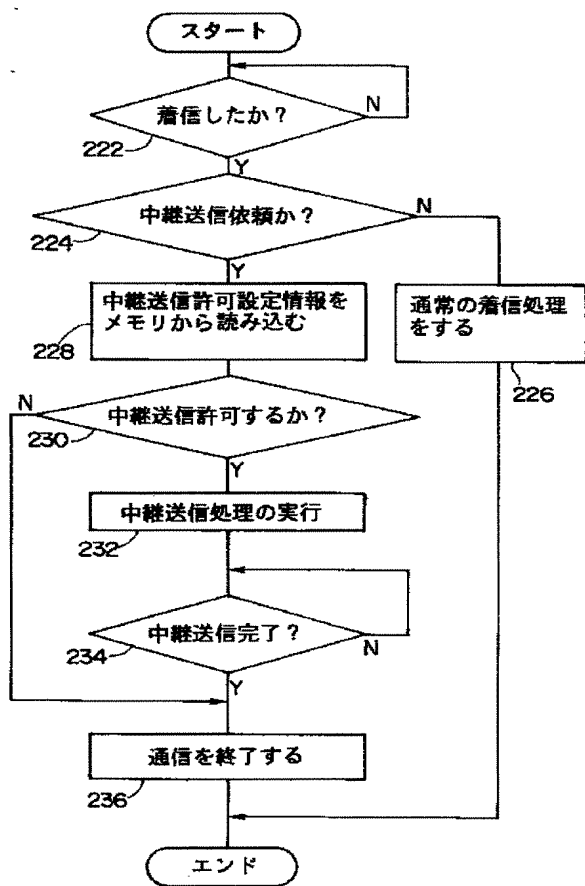 スタート
着信したか?
N
222
Y
中継送信依頼か?
N
224
Y
中継送信許可設定情報を
メモリから読み込む
228
通常の着信処理
をする
226
N
中継送信許可するか?
230
Y
中継送信処理の実行
232
中継送信完了?
234
N
Y
通信を終了する
236
エンド